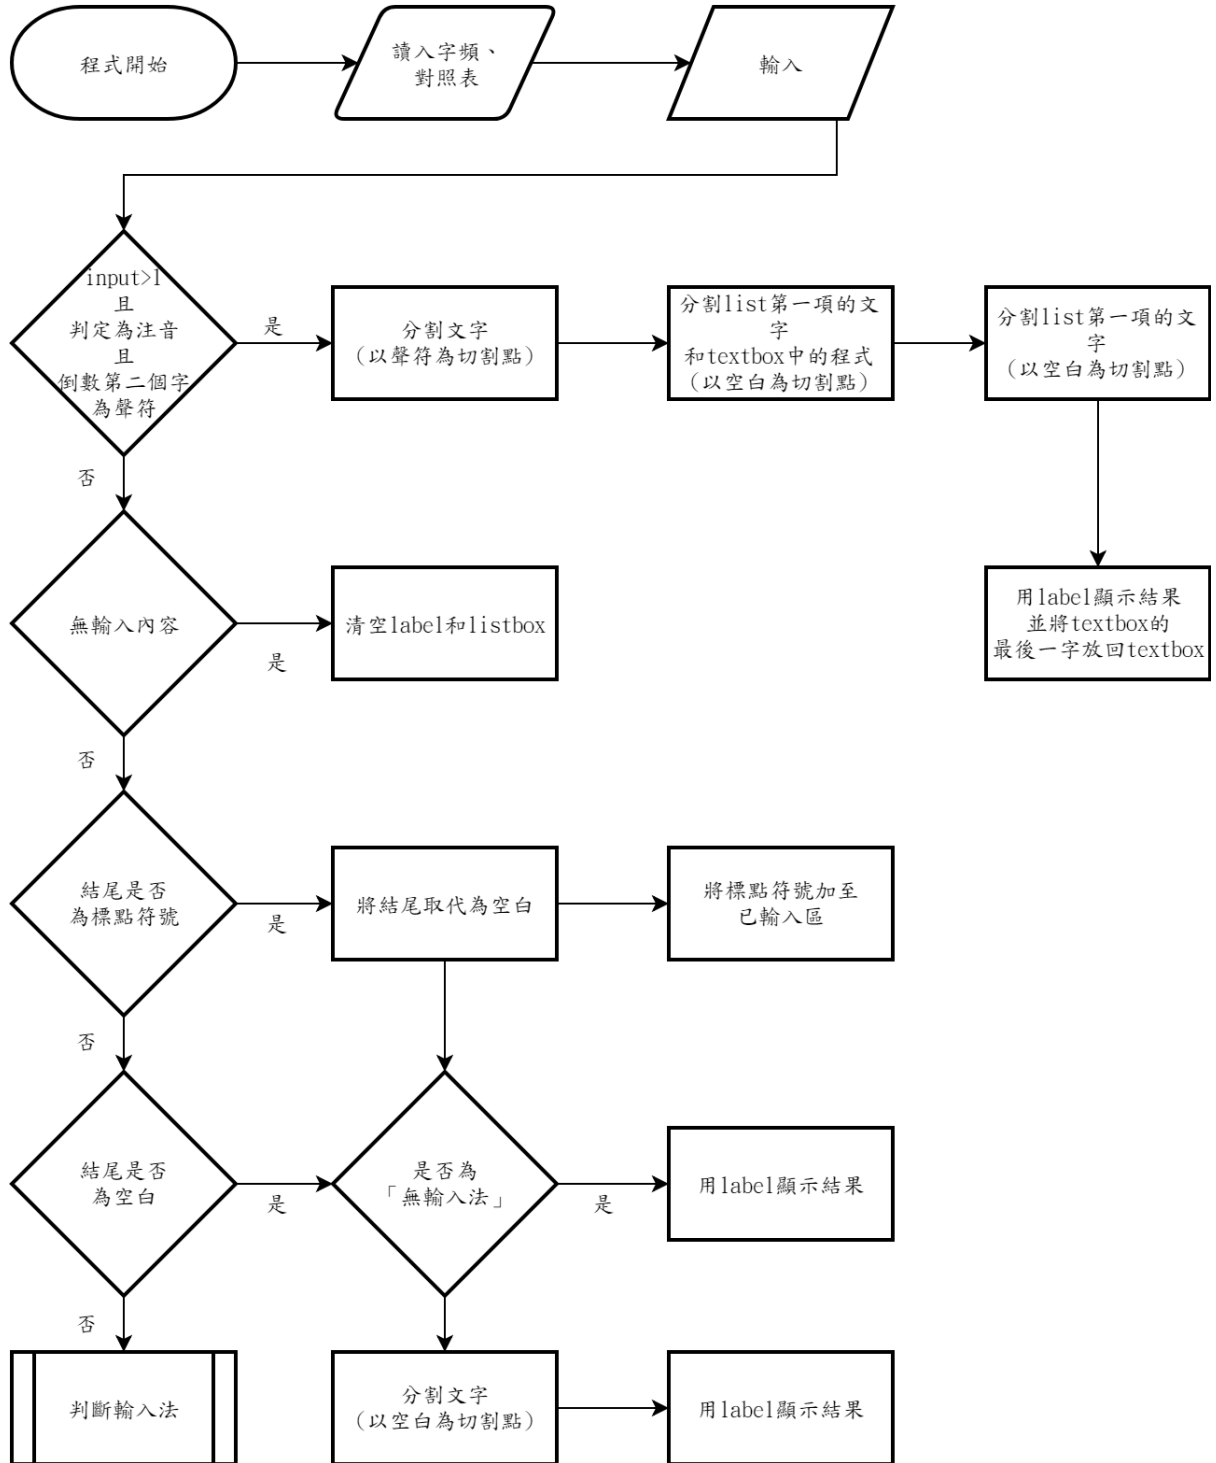 程式開始
讀入字頻、
對照表
輸入
input>1
且
判定為注音
且
倒數第二個字
為聲符
是
分割文字
（以聲符為切割點）
分割list第一項的文
字
和textbox中的程式
（以空白為切割點）
分割list第一項的文
字
（以空白為切割點）
否
無輸入內容
是
清空label和listbox
用label顯示結果
並將textbox的
最後一字放回textbox
否
結尾是否
為標點符號
是
將結尾取代為空白
將標點符號加至
已輸入區
否
結尾是否
為空白
是
是否為
「無輸入法」
是
用label顯示結果
否
判斷輸入法
分割文字
（以空白為切割點）
用label顯示結果